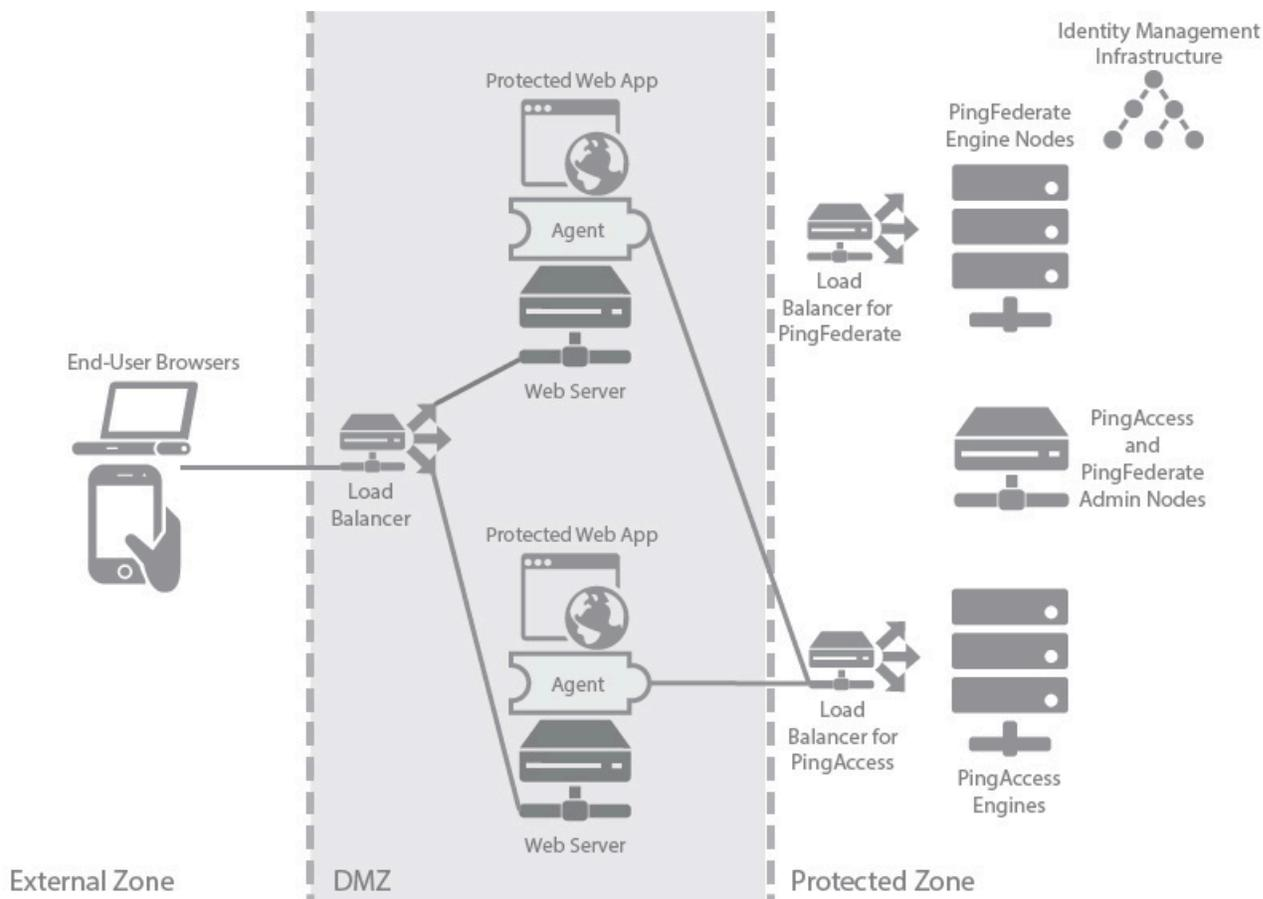 Identity Management
Infrastructure
Protected Web App
PingFederate
Engine Nodes
Agent
Load
Balancer for
PingFederate
End-User Browsers
Web Server
PingAccess
and
PingFederate
Admin Nodes
Load
Balancer
Protected Web App
Agent
Load
Balancer for
PingAccess
PingAccess
Engines
Web Server
External Zone
DMZ
Protected Zone